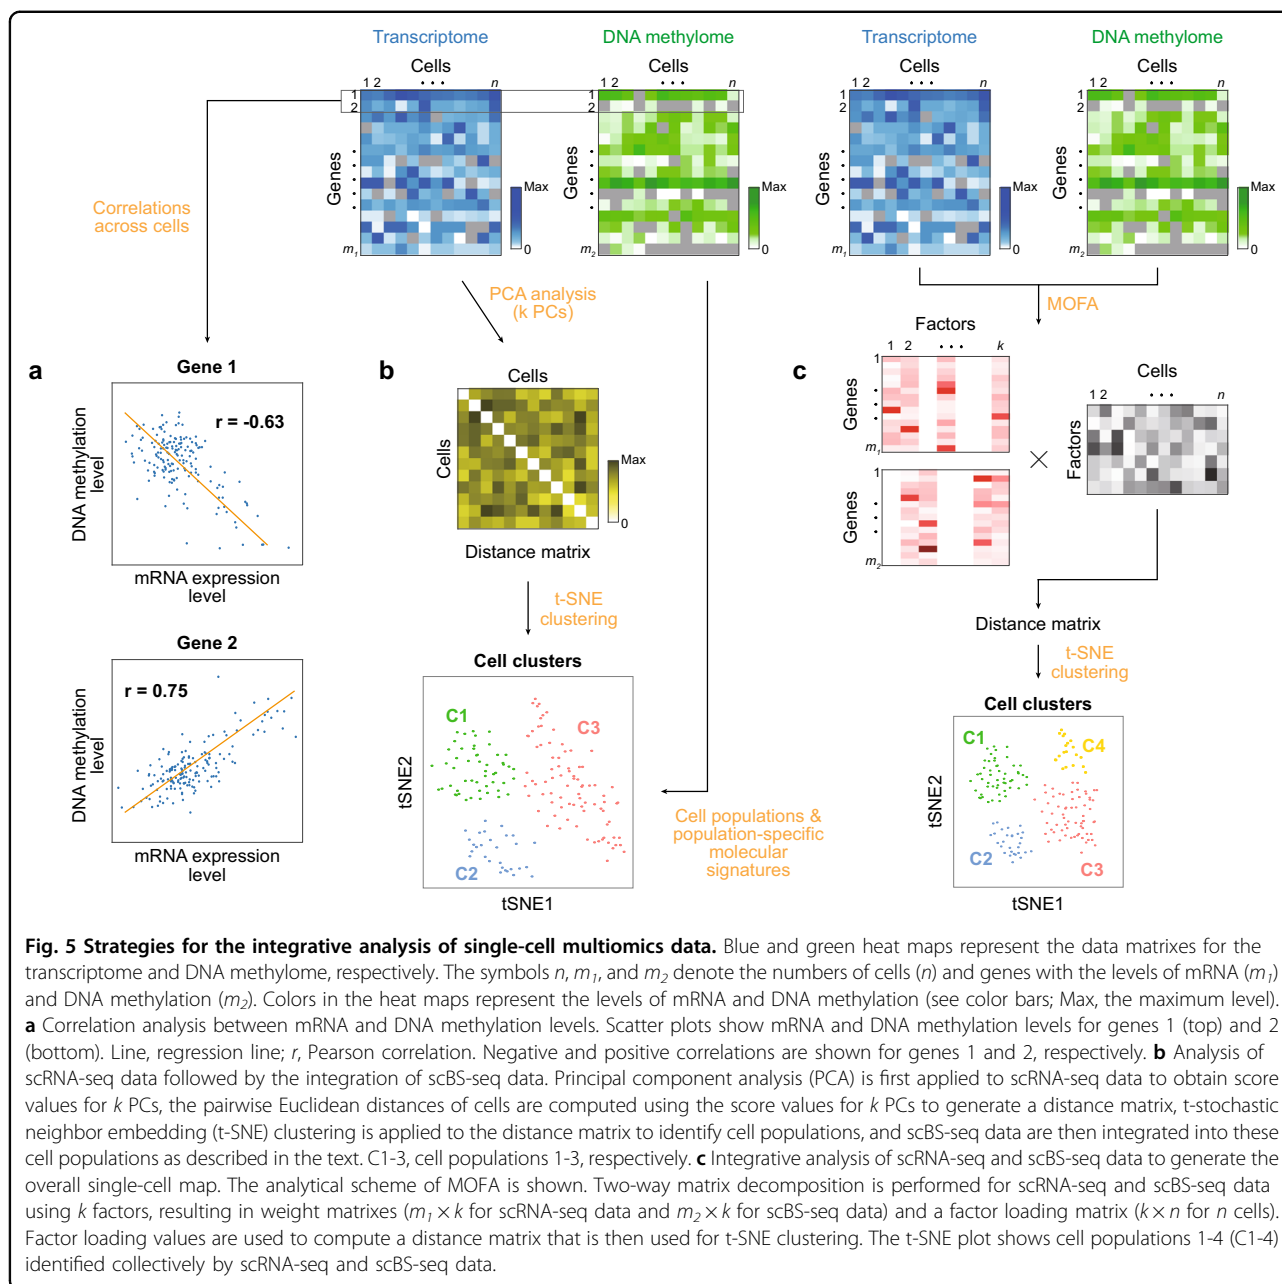 Transcriptome
DNA methylome
Transcriptome
DNA methylome
Cells
Cells
Cells
Cells
1 2 • • • n
1 2 • • • n
1 2 • • • n
1 2 • • • n
1
2
1
2
Genes
Genes
Genes
Genes
Max
Max
Max
Max
0
0
0
0
m1
m2
m1
m2
Correlations
across cells
PCA analysis
(k PCs)
MOFA
a
Gene 1
r = -0.63
DNA methylation
level
mRNA expression
level
Gene 2
r = 0.75
DNA methylation
level
mRNA expression
level
b
Cells
Cells
Max
0
Distance matrix
t-SNE
clustering
Cell clusters
C1
C3
C2
tSNE2
tSNE1
Cell populations &
population-specific
molecular
signatures
c
Factors
1 2 • • • k
1
Genes
m1
1
Genes
m2
×
Cells
1 2 • • • n
Factors
Distance matrix
t-SNE
clustering
Cell clusters
C1
C4
C2
C3
tSNE2
tSNE1
Fig. 5 Strategies for the integrative analysis of single-cell multiomics data. Blue and green heat maps represent the data matrixes for the
transcriptome and DNA methylome, respectively. The symbols n, m1, and m2 denote the numbers of cells (n) and genes with the levels of mRNA (m1)
and DNA methylation (m2). Colors in the heat maps represent the levels of mRNA and DNA methylation (see color bars; Max, the maximum level).
a Correlation analysis between mRNA and DNA methylation levels. Scatter plots show mRNA and DNA methylation levels for genes 1 (top) and 2
(bottom). Line, regression line; r, Pearson correlation. Negative and positive correlations are shown for genes 1 and 2, respectively. b Analysis of
scRNA-seq data followed by the integration of scBS-seq data. Principal component analysis (PCA) is first applied to scRNA-seq data to obtain score
values for k PCs, the pairwise Euclidean distances of cells are computed using the score values for k PCs to generate a distance matrix, t-stochastic
neighbor embedding (t-SNE) clustering is applied to the distance matrix to identify cell populations, and scBS-seq data are then integrated into these
cell populations as described in the text. C1-3, cell populations 1-3, respectively. c Integrative analysis of scRNA-seq and scBS-seq data to generate the
overall single-cell map. The analytical scheme of MOFA is shown. Two-way matrix decomposition is performed for scRNA-seq and scBS-seq data
using k factors, resulting in weight matrixes (m1 × k for scRNA-seq data and m2 × k for scBS-seq data) and a factor loading matrix (k × n for n cells).
Factor loading values are used to compute a distance matrix that is then used for t-SNE clustering. The t-SNE plot shows cell populations 1-4 (C1-4)
identified collectively by scRNA-seq and scBS-seq data.